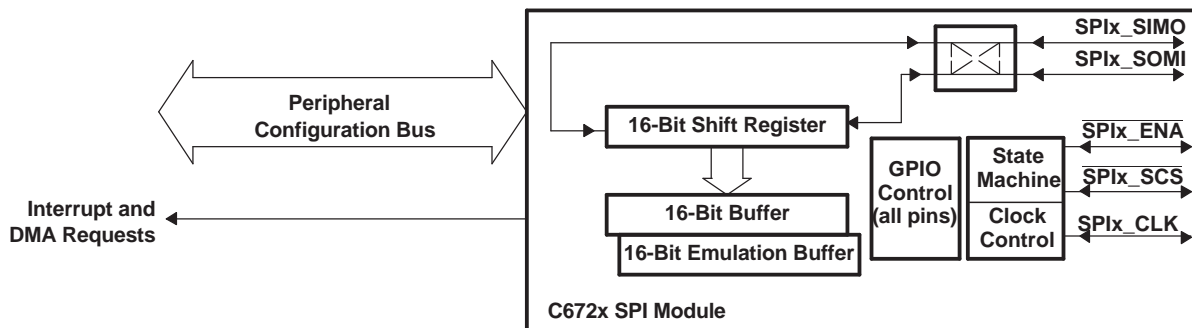 SPIx_SIMO
SPIx_SOMI
Peripheral
Configuration Bus
16-Bit Shift Register
SPIx_ENA
GPIO
Control
(all pins)
State
Machine
SPIx_SCS
Interrupt and
DMA Requests
16-Bit Buffer
Clock
Control
SPIx_CLK
16-Bit Emulation Buffer
C672x SPI Module